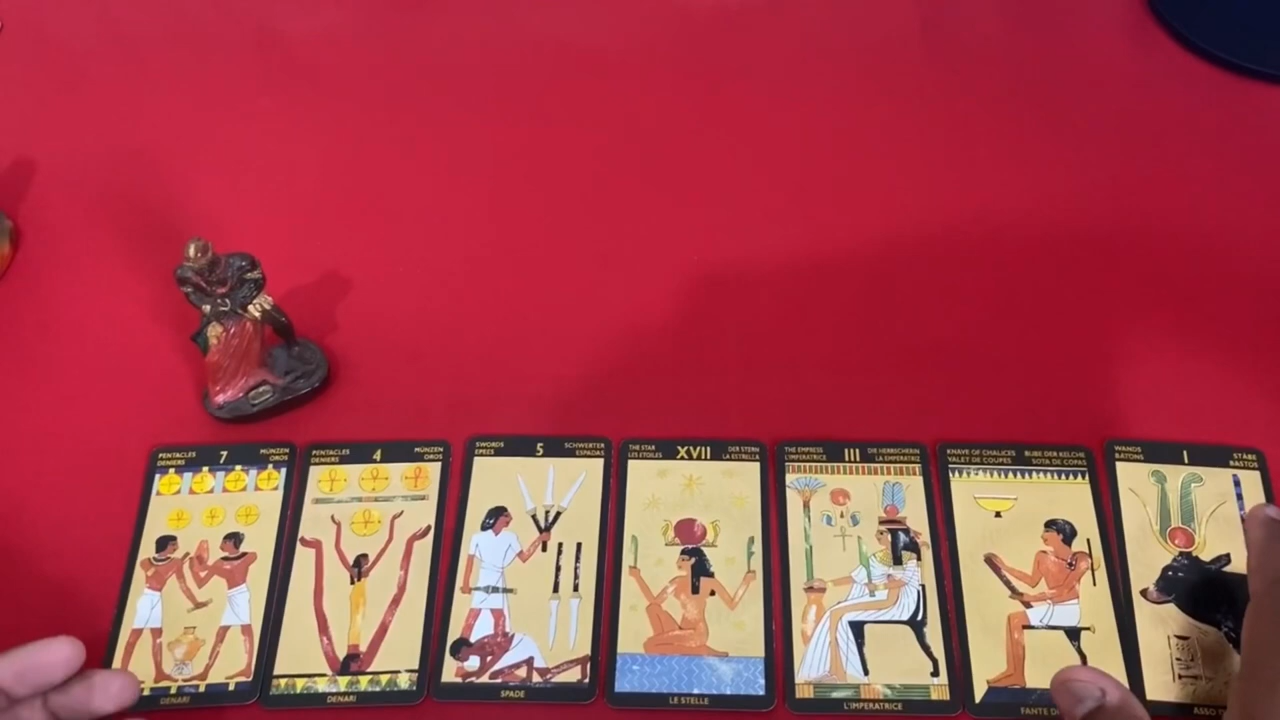 PENTACLES
DENIERS
7
MÜNZEN
OROS
DENARI
PENTACLES
DENIERS
4
MÜNZEN
OROS
DENARI
SWORDS
EPEES
5
SCHWERTER
ESPADAS
SPADE
THE STAR
LES ETOILES
XVII
DER STERN
LA ESTRELLA
LE STELLE
THE EMPRESS
L'IMPERATRICE
III
DIE HERRSCHERIN
LA EMPERATRIZ
L'IMPERATRICE
KNAVE OF CHALICES
VALET DE COUPES
BUBE DER KELCHE
SOTA DE COPAS
FANTE DI
WANDS
BATONS
I
STÄBE
BASTOS
ASSO